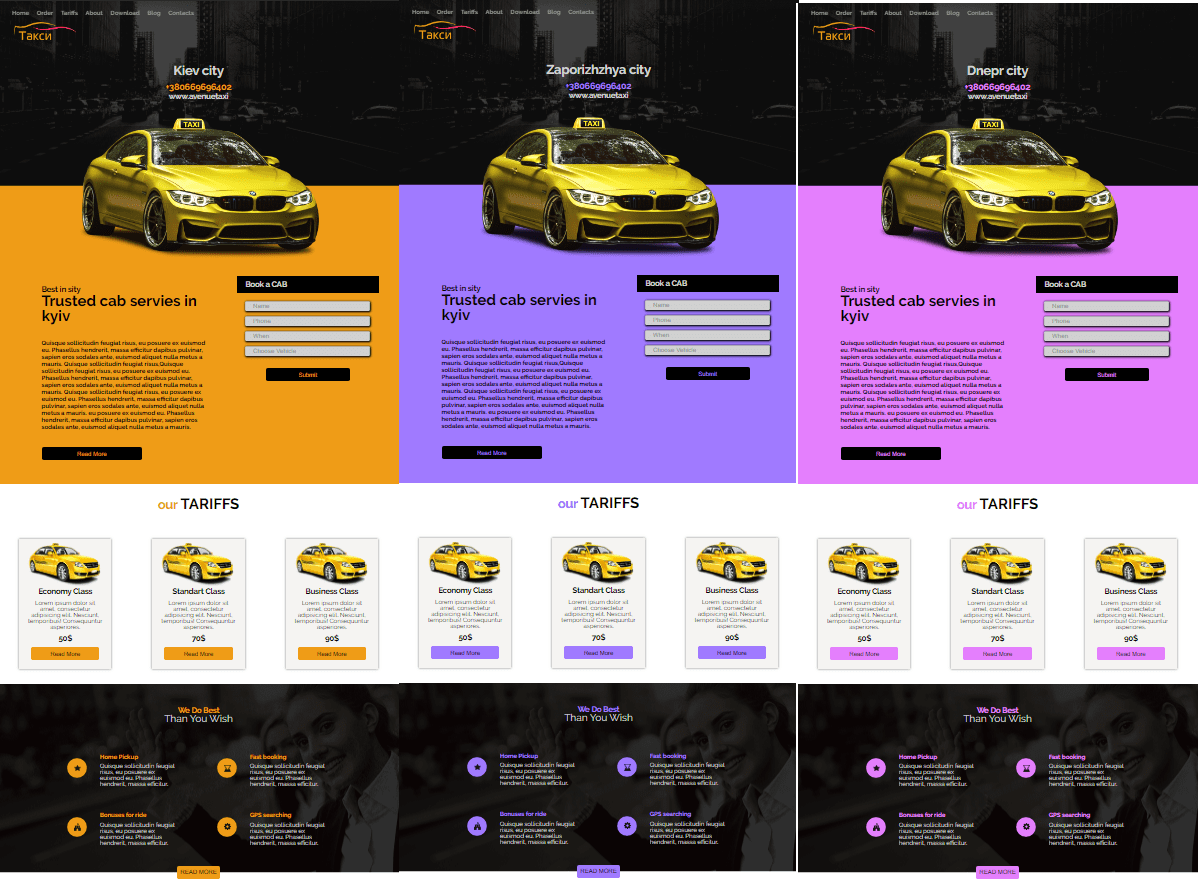 Home Order Tariffs About Download Blog Contacts
Такси
Kiev city
+380669696402
www.avenuetaxi
TAXI
Best in sity
Trusted cab servies in
kyiv
Quisque sollicitudin feugiat risus, eu posuere ex euismod
eu. Phasellus hendrerit, massa efficitur dapibus pulvinar,
sapien eros sodales ante, euismod aliquet nulla metus a
mauris. Quisque sollicitudin feugiat risus,Quisque
sollicitudin feugiat risus, eu posuere ex euismod eu.
Phasellus hendrerit, massa efficitur dapibus pulvinar,
sapien eros sodales ante, euismod aliquet nulla metus a
mauris. Quisque sollicitudin feugiat risus, eu posuere ex
euismod eu. Phasellus hendrerit, massa efficitur dapibus
pulvinar, sapien eros sodales ante, euismod aliquet nulla
metus a mauris. eu posuere ex euismod eu. Phasellus
hendrerit, massa efficitur dapibus pulvinar, sapien eros
sodales ante, euismod aliquet nulla metus a mauris.
Read More
Book a CAB
Name
Phone
When
Choose Vehicle
Submit
our TARIFFS
Economy Class
Lorem ipsum dolor sit
amet, consectetur
adipisicing elit. Nesciunt,
temporibus! Consequuntur
asperiores.
50$
Read More
Standart Class
Lorem ipsum dolor sit
amet, consectetur
adipisicing elit. Nesciunt,
temporibus! Consequuntur
asperiores.
70$
Read More
Business Class
Lorem ipsum dolor sit
amet, consectetur
adipisicing elit. Nesciunt,
temporibus! Consequuntur
asperiores.
90$
Read More
We Do Best
Than You Wish
Home Pickup
Quisque sollicitudin feugiat
risus, eu posuere ex
euismod eu. Phasellus
hendrerit, massa efficitur.
Fast booking
Quisque sollicitudin feugiat
risus, eu posuere ex
euismod eu. Phasellus
hendrerit, massa efficitur.
Bonuses for ride
Quisque sollicitudin feugiat
risus, eu posuere ex
euismod eu. Phasellus
hendrerit, massa efficitur.
GPS searching
Quisque sollicitudin feugiat
risus, eu posuere ex
euismod eu. Phasellus
hendrerit, massa efficitur.
READ MORE
Home Order Tariffs About Download Blog Contacts
Такси
Zaporizhzhya city
+380669696402
www.avenuetaxi
TAXI
Best in sity
Trusted cab servies in
kyiv
Quisque sollicitudin feugiat risus, eu posuere ex euismod
eu. Phasellus hendrerit, massa efficitur dapibus pulvinar,
sapien eros sodales ante, euismod aliquet nulla metus a
mauris. Quisque sollicitudin feugiat risus,Quisque
sollicitudin feugiat risus, eu posuere ex euismod eu.
Phasellus hendrerit, massa efficitur dapibus pulvinar,
sapien eros sodales ante, euismod aliquet nulla metus a
mauris. Quisque sollicitudin feugiat risus, eu posuere ex
euismod eu. Phasellus hendrerit, massa efficitur dapibus
pulvinar, sapien eros sodales ante, euismod aliquet nulla
metus a mauris. eu posuere ex euismod eu. Phasellus
hendrerit, massa efficitur dapibus pulvinar, sapien eros
sodales ante, euismod aliquet nulla metus a mauris.
Read More
Book a CAB
Name
Phone
When
Choose Vehicle
Submit
our TARIFFS
Economy Class
Lorem ipsum dolor sit
amet, consectetur
adipisicing elit. Nesciunt,
temporibus! Consequuntur
asperiores.
50$
Read More
Standart Class
Lorem ipsum dolor sit
amet, consectetur
adipisicing elit. Nesciunt,
temporibus! Consequuntur
asperiores.
70$
Read More
Business Class
Lorem ipsum dolor sit
amet, consectetur
adipisicing elit. Nesciunt,
temporibus! Consequuntur
asperiores.
90$
Read More
We Do Best
Than You Wish
Home Pickup
Quisque sollicitudin feugiat
risus, eu posuere ex
euismod eu. Phasellus
hendrerit, massa efficitur.
Fast booking
Quisque sollicitudin feugiat
risus, eu posuere ex
euismod eu. Phasellus
hendrerit, massa efficitur.
Bonuses for ride
Quisque sollicitudin feugiat
risus, eu posuere ex
euismod eu. Phasellus
hendrerit, massa efficitur.
GPS searching
Quisque sollicitudin feugiat
risus, eu posuere ex
euismod eu. Phasellus
hendrerit, massa efficitur.
READ MORE
Home Order Tariffs About Download Blog Contacts
Такси
Dnepr city
+380669696402
www.avenuetaxi
TAXI
Best in sity
Trusted cab servies in
kyiv
Quisque sollicitudin feugiat risus, eu posuere ex euismod
eu. Phasellus hendrerit, massa efficitur dapibus pulvinar,
sapien eros sodales ante, euismod aliquet nulla metus a
mauris. Quisque sollicitudin feugiat risus,Quisque
sollicitudin feugiat risus, eu posuere ex euismod eu.
Phasellus hendrerit, massa efficitur dapibus pulvinar,
sapien eros sodales ante, euismod aliquet nulla metus a
mauris. Quisque sollicitudin feugiat risus, eu posuere ex
euismod eu. Phasellus hendrerit, massa efficitur dapibus
pulvinar, sapien eros sodales ante, euismod aliquet nulla
metus a mauris. eu posuere ex euismod eu. Phasellus
hendrerit, massa efficitur dapibus pulvinar, sapien eros
sodales ante, euismod aliquet nulla metus a mauris.
Read More
Book a CAB
Name
Phone
When
Choose Vehicle
Submit
our TARIFFS
Economy Class
Lorem ipsum dolor sit
amet, consectetur
adipisicing elit. Nesciunt,
temporibus! Consequuntur
asperiores.
50$
Read More
Standart Class
Lorem ipsum dolor sit
amet, consectetur
adipisicing elit. Nesciunt,
temporibus! Consequuntur
asperiores.
70$
Read More
Business Class
Lorem ipsum dolor sit
amet, consectetur
adipisicing elit. Nesciunt,
temporibus! Consequuntur
asperiores.
90$
Read More
We Do Best
Than You Wish
Home Pickup
Quisque sollicitudin feugiat
risus, eu posuere ex
euismod eu. Phasellus
hendrerit, massa efficitur.
Fast booking
Quisque sollicitudin feugiat
risus, eu posuere ex
euismod eu. Phasellus
hendrerit, massa efficitur.
Bonuses for ride
Quisque sollicitudin feugiat
risus, eu posuere ex
euismod eu. Phasellus
hendrerit, massa efficitur.
GPS searching
Quisque sollicitudin feugiat
risus, eu posuere ex
euismod eu. Phasellus
hendrerit, massa efficitur.
READ MORE